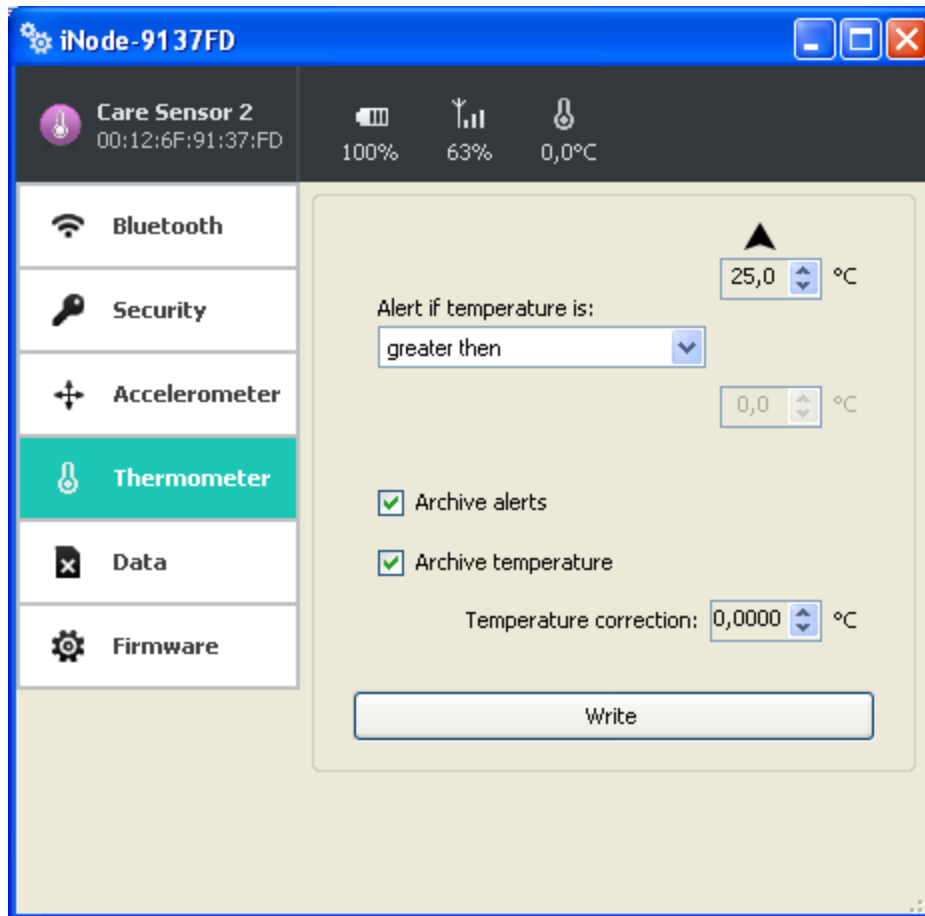 iNode-9137FD
Care Sensor 2
00:12:6F:91:37:FD
100% 63% 0,0°C
Bluetooth
Security
Accelerometer
Thermometer
Data
Firmware
25,0 °C
Alert if temperature is:
greater then
0,0 °C
Archive alerts
Archive temperature
Temperature correction: 0,0000 °C
Write